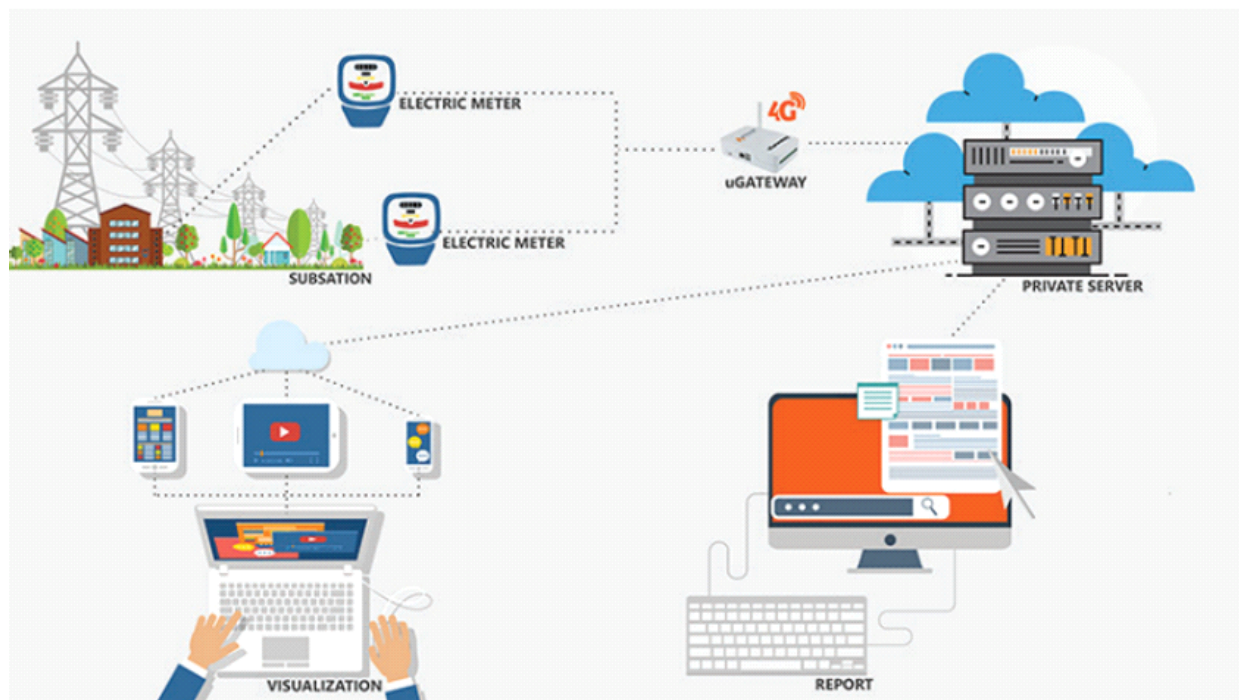 ELECTRIC METER
4G
uGATEWAY
ELECTRIC METER
SUBSATION
PRIVATE SERVER
VISUALIZATION
REPORT